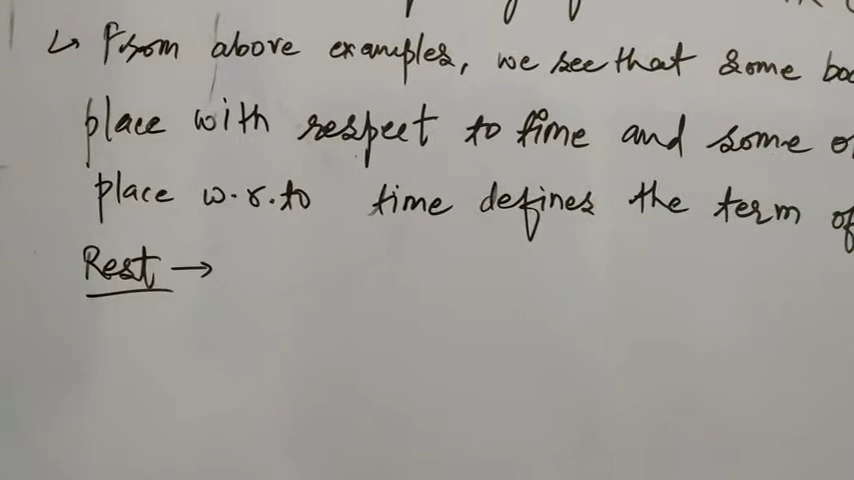 ↳ From above examples, we see that some
place with respect to time and some
place w.r.to time defines the term of
Rest →